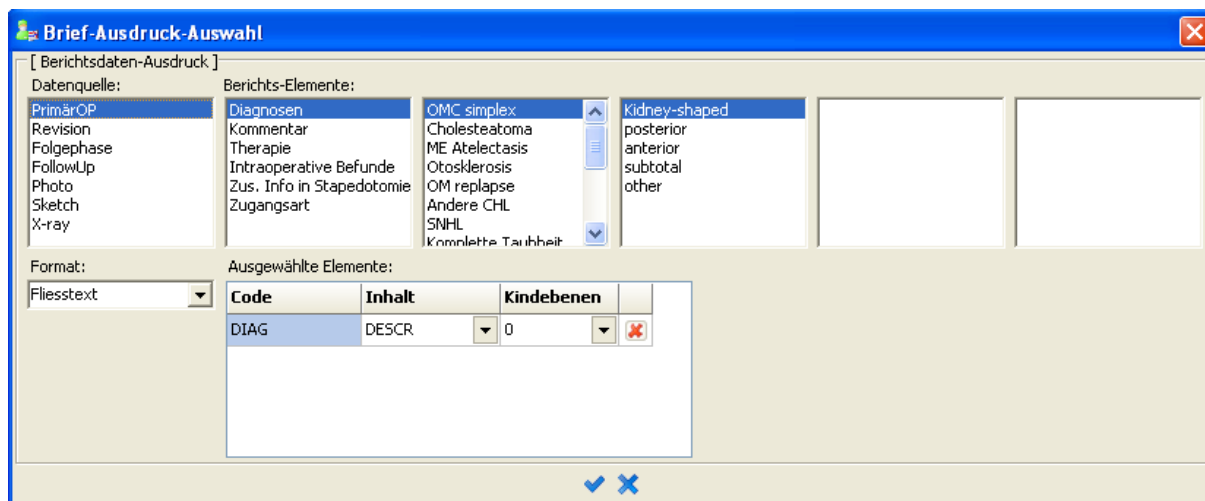 Brief-Ausdruck-Auswahl
[ Berichtsdaten-Ausdruck ]
Datenquelle:
PrimärOP
Revision
Folgephase
FollowUp
Photo
Sketch
X-ray
Berichts-Elemente:
Diagnosen
Kommentar
Therapie
Intraoperative Befunde
Zus. Info in Stapedotomie
Zugangsart
OMC simplex
Cholesteatoma
ME Atelectasis
Otosklerosis
OM replapse
Andere CHL
SNHL
Komplette Taubheit
Kidney-shaped
posterior
anterior
subtotal
other
Format:
Fliesstext
Ausgewählte Elemente:
Code Inhalt Kindebenen
DIAG DESCR 0